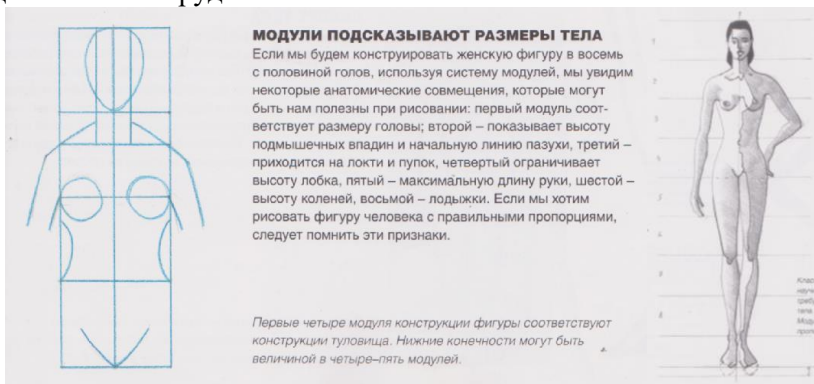 МОДУЛИ ПОДСКАЗЫВАЮТ РАЗМЕРЫ ТЕЛА
Если мы будем конструировать женскую фигуру в восемь
с половиной голов, используя систему модулей, мы увидим
некоторые анатомические совмещения, которые могут
быть нам полезны при рисовании: первый модуль соот-
ветствует размеру головы; второй – показывает высоту
подмышечных впадин и начальную линию пазухи, третий –
приходится на локти и пупок, четвертый ограничивает
высоту лобка, пятый – максимальную длину руки, шестой –
высоту коленей, восьмой – лодыжки. Если мы хотим
рисовать фигуру человека с правильными пропорциями,
следует помнить эти признаки.
Первые четыре модуля конструкции фигуры соответствуют
конструкции туловища. Нижние конечности могут быть
величиной в четыре–пять модулей.